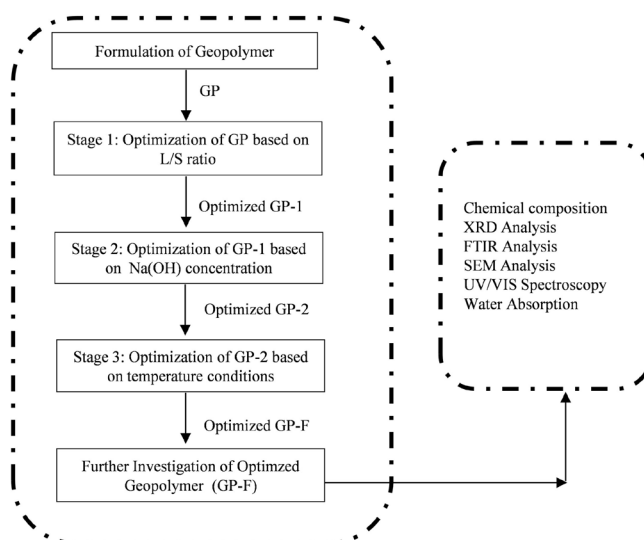 Formulation of Geopolymer
GP
Stage 1: Optimization of GP based on
L/S ratio
Optimized GP-1
Stage 2: Optimization of GP-1 based
on Na(OH) concentration
Optimized GP-2
Stage 3: Optimization of GP-2 based
on temperature conditions
Optimized GP-F
Further Investigation of Optimzed
Geopolymer (GP-F)
Chemical composition
XRD Analysis
FTIR Analysis
SEM Analysis
UV/VIS Spectroscopy
Water Absorption